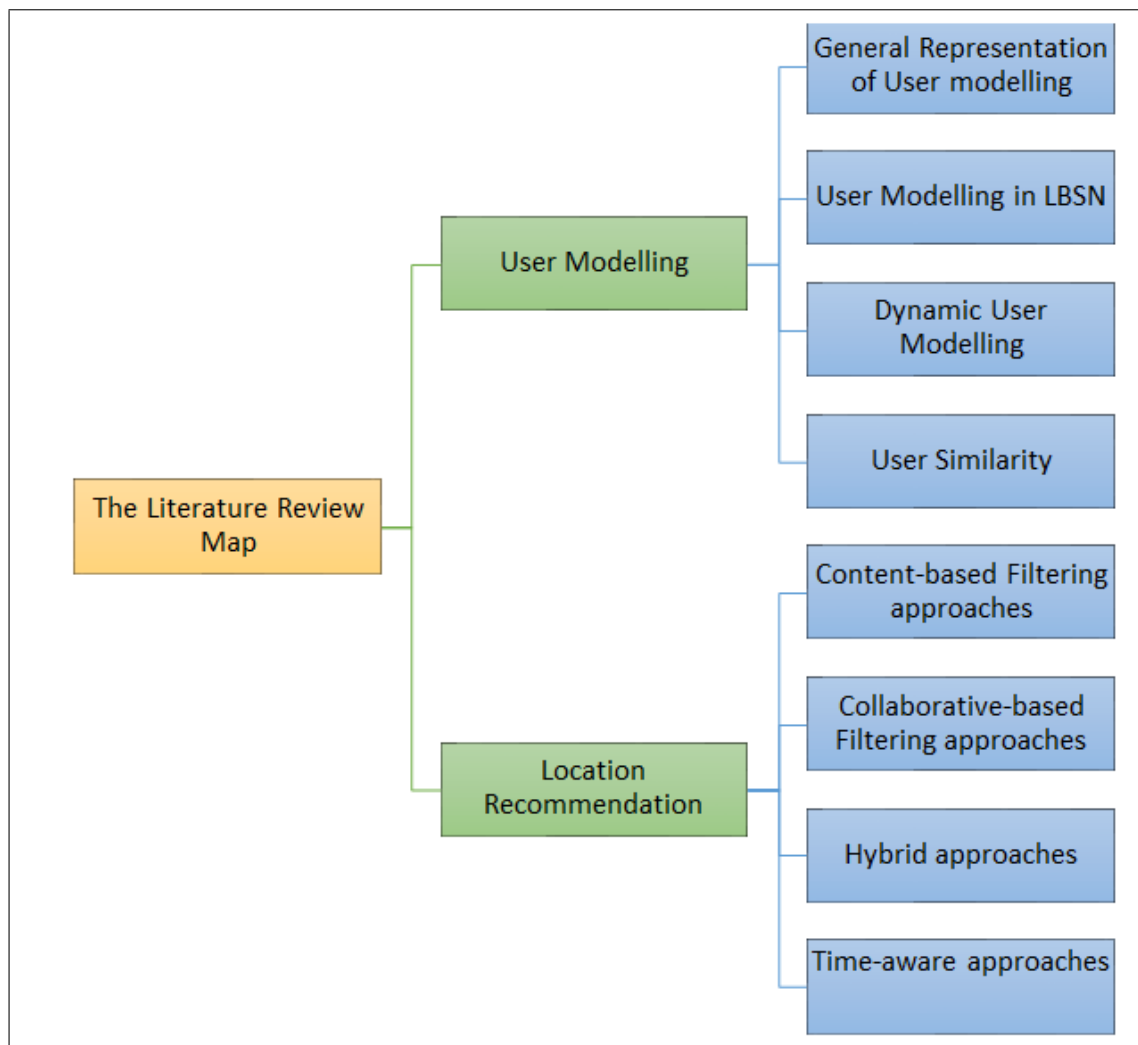 General Representation
of User modelling
User Modelling in LBSN
User Modelling
Dynamic User
Modelling
User Similarity
The Literature Review
Map
Content-based Filtering
approaches
Collaborative-based
Filtering approaches
Location
Recommendation
Hybrid approaches
Time-aware approaches